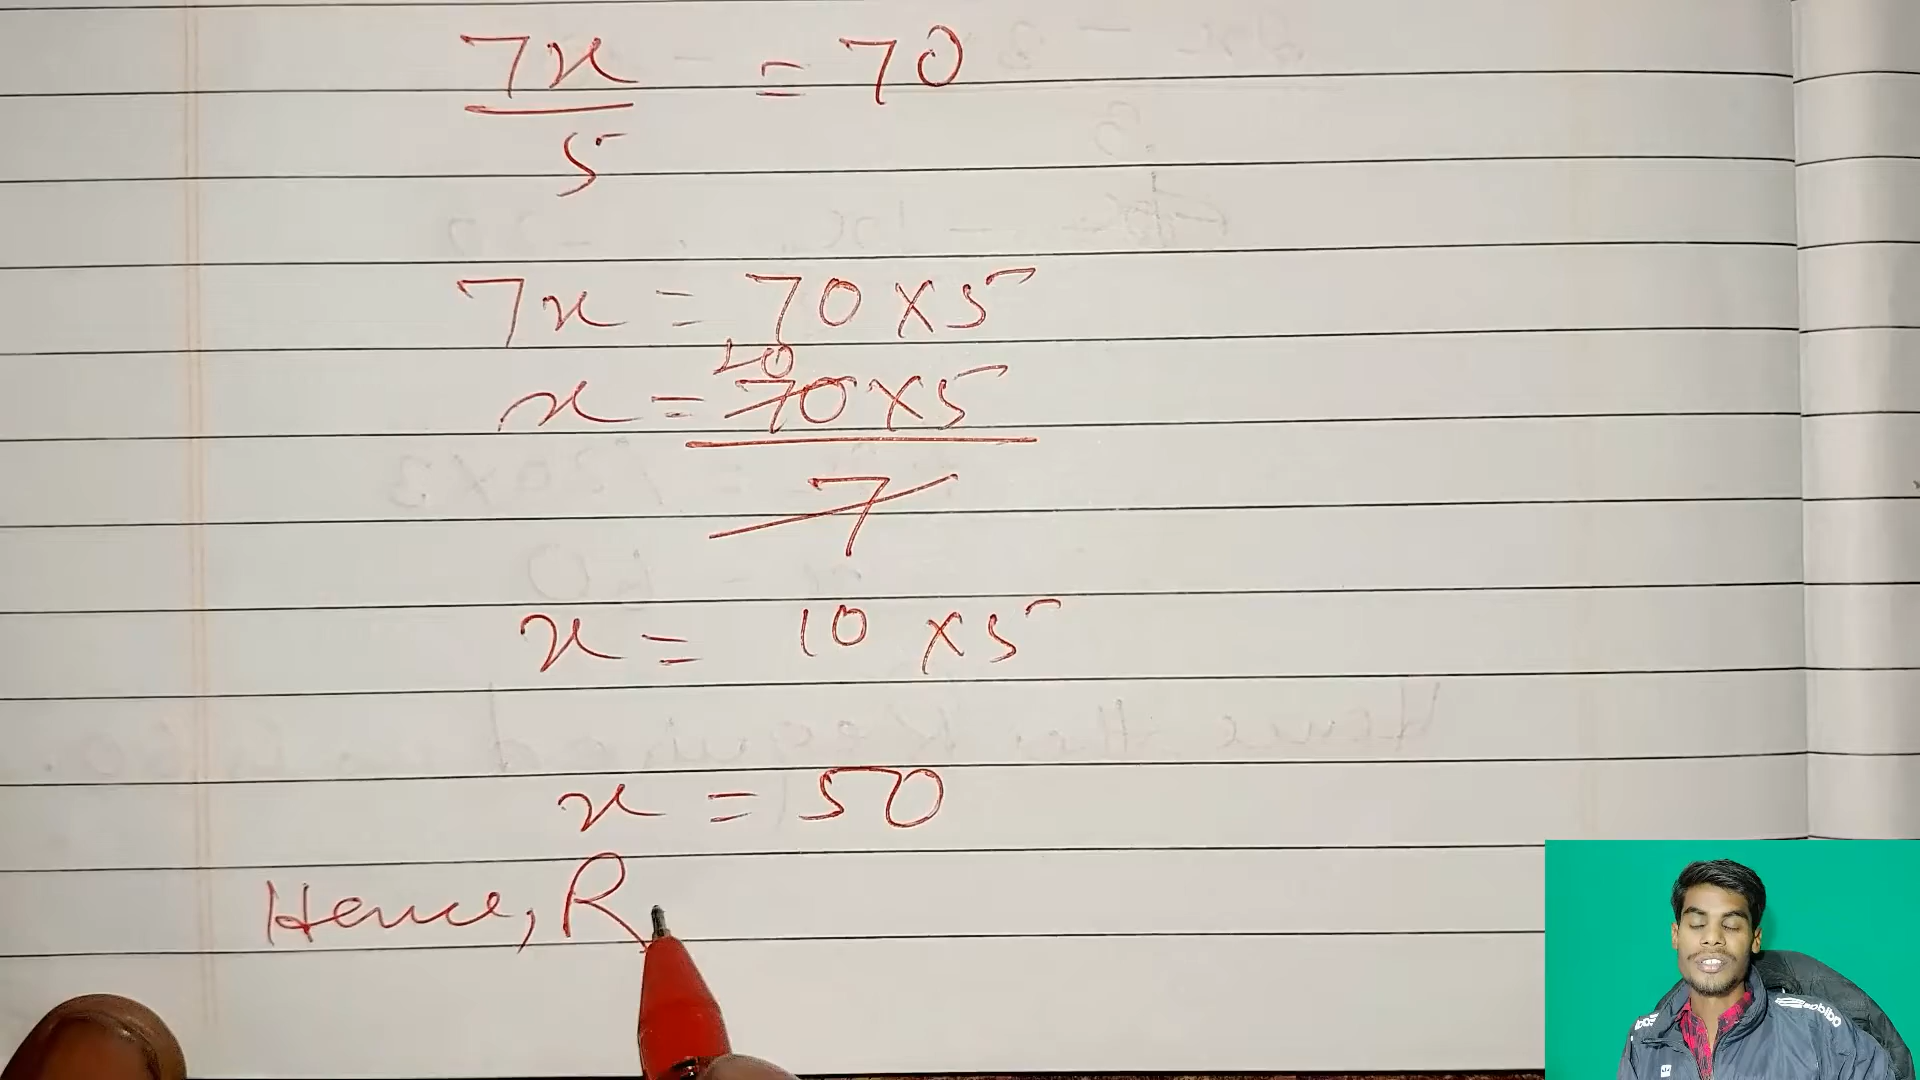 7x/5 = 70
7x = 70 × 5
10
x = 70 × 5
7
x = 10 × 5
x = 50
Hence, R